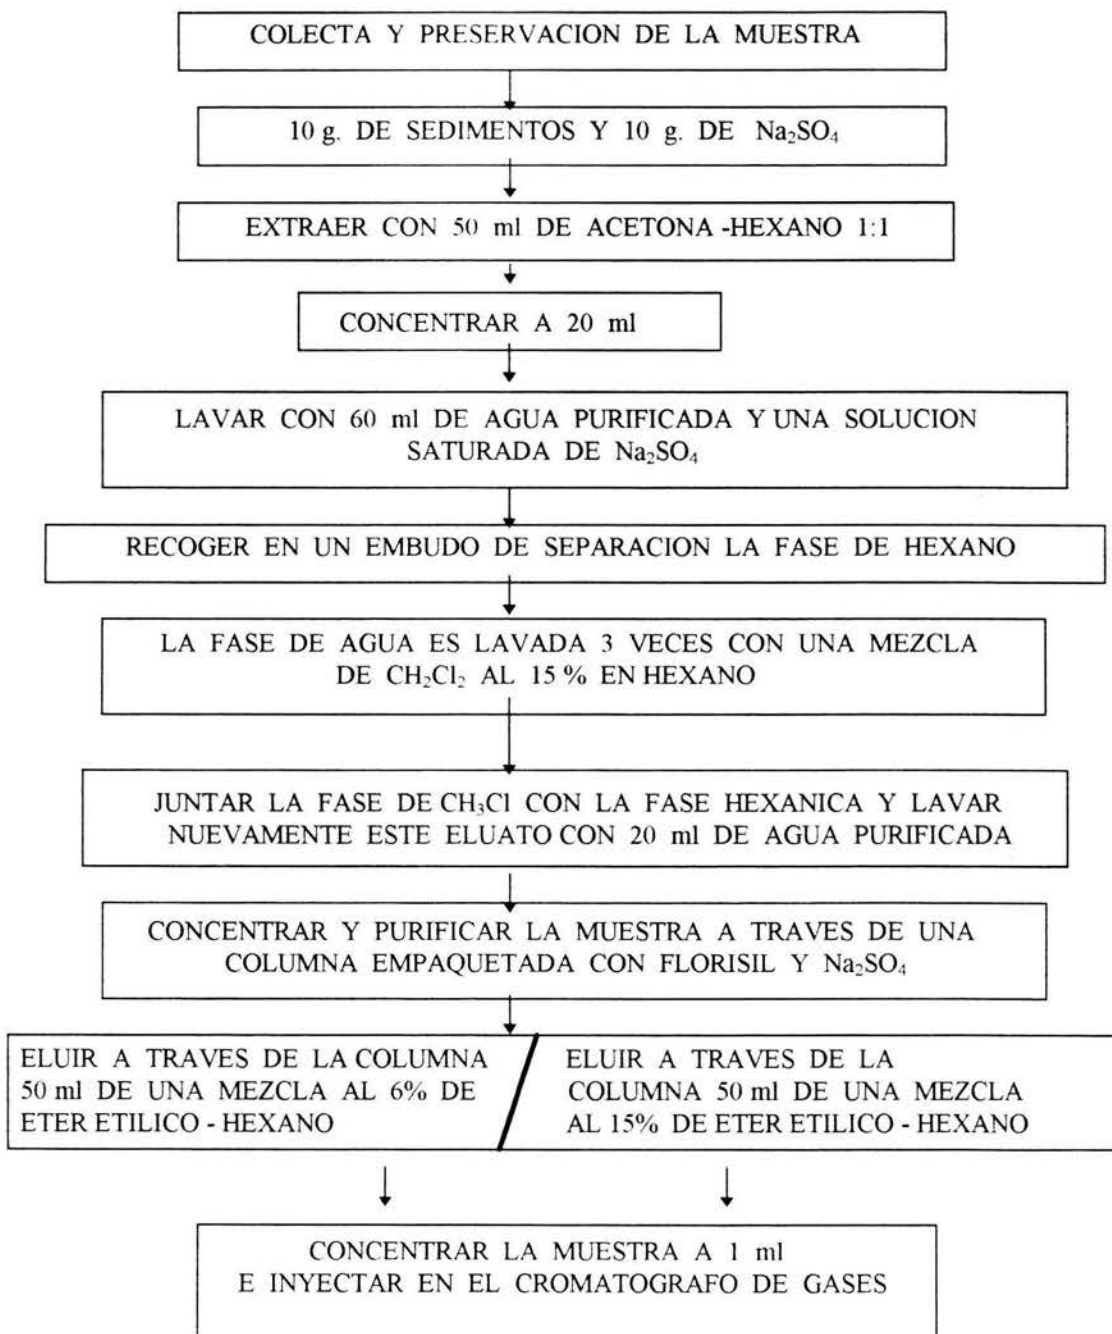 COLECTA Y PRESERVACION DE LA MUESTRA
10 g. DE SEDIMENTOS Y 10 g. DE Na₂SO₄
EXTRAER CON 50 ml DE ACETONA -HEXANO 1:1
CONCENTRAR A 20 ml
LAVAR CON 60 ml DE AGUA PURIFICADA Y UNA SOLUCION
SATURADA DE Na₂SO₄
RECOGER EN UN EMBUDO DE SEPARACION LA FASE DE HEXANO
LA FASE DE AGUA ES LAVADA 3 VECES CON UNA MEZCLA
DE CH₂Cl₂ AL 15 % EN HEXANO
JUNTAR LA FASE DE CH₃Cl CON LA FASE HEXANICA Y LAVAR
NUEVAMENTE ESTE ELUATO CON 20 ml DE AGUA PURIFICADA
CONCENTRAR Y PURIFICAR LA MUESTRA A TRAVES DE UNA
COLUMNA EMPAQUETADA CON FLORISIL Y Na₂SO₄
ELUIR A TRAVES DE LA COLUMNA
50 ml DE UNA MEZCLA AL 6% DE
ETER ETILICO - HEXANO
ELUIR A TRAVES DE LA
COLUMNA 50 ml DE UNA MEZCLA
AL 15% DE ETER ETILICO - HEXANO
CONCENTRAR LA MUESTRA A 1 ml
E INYECTAR EN EL CROMATOGRAFO DE GASES